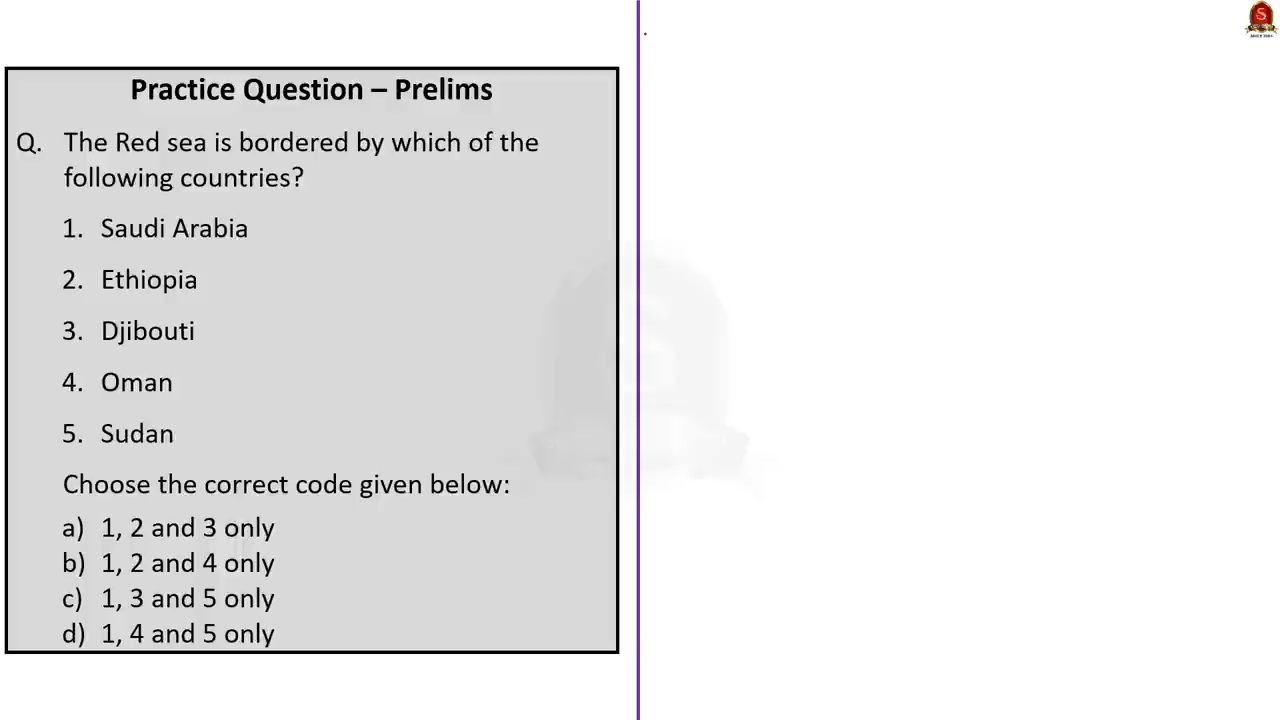 Practice Question – Prelims
Q. The Red sea is bordered by which of the
following countries?
1. Saudi Arabia
2. Ethiopia
3. Djibouti
4. Oman
5. Sudan
Choose the correct code given below:
a) 1, 2 and 3 only
b) 1, 2 and 4 only
c) 1, 3 and 5 only
d) 1, 4 and 5 only
S